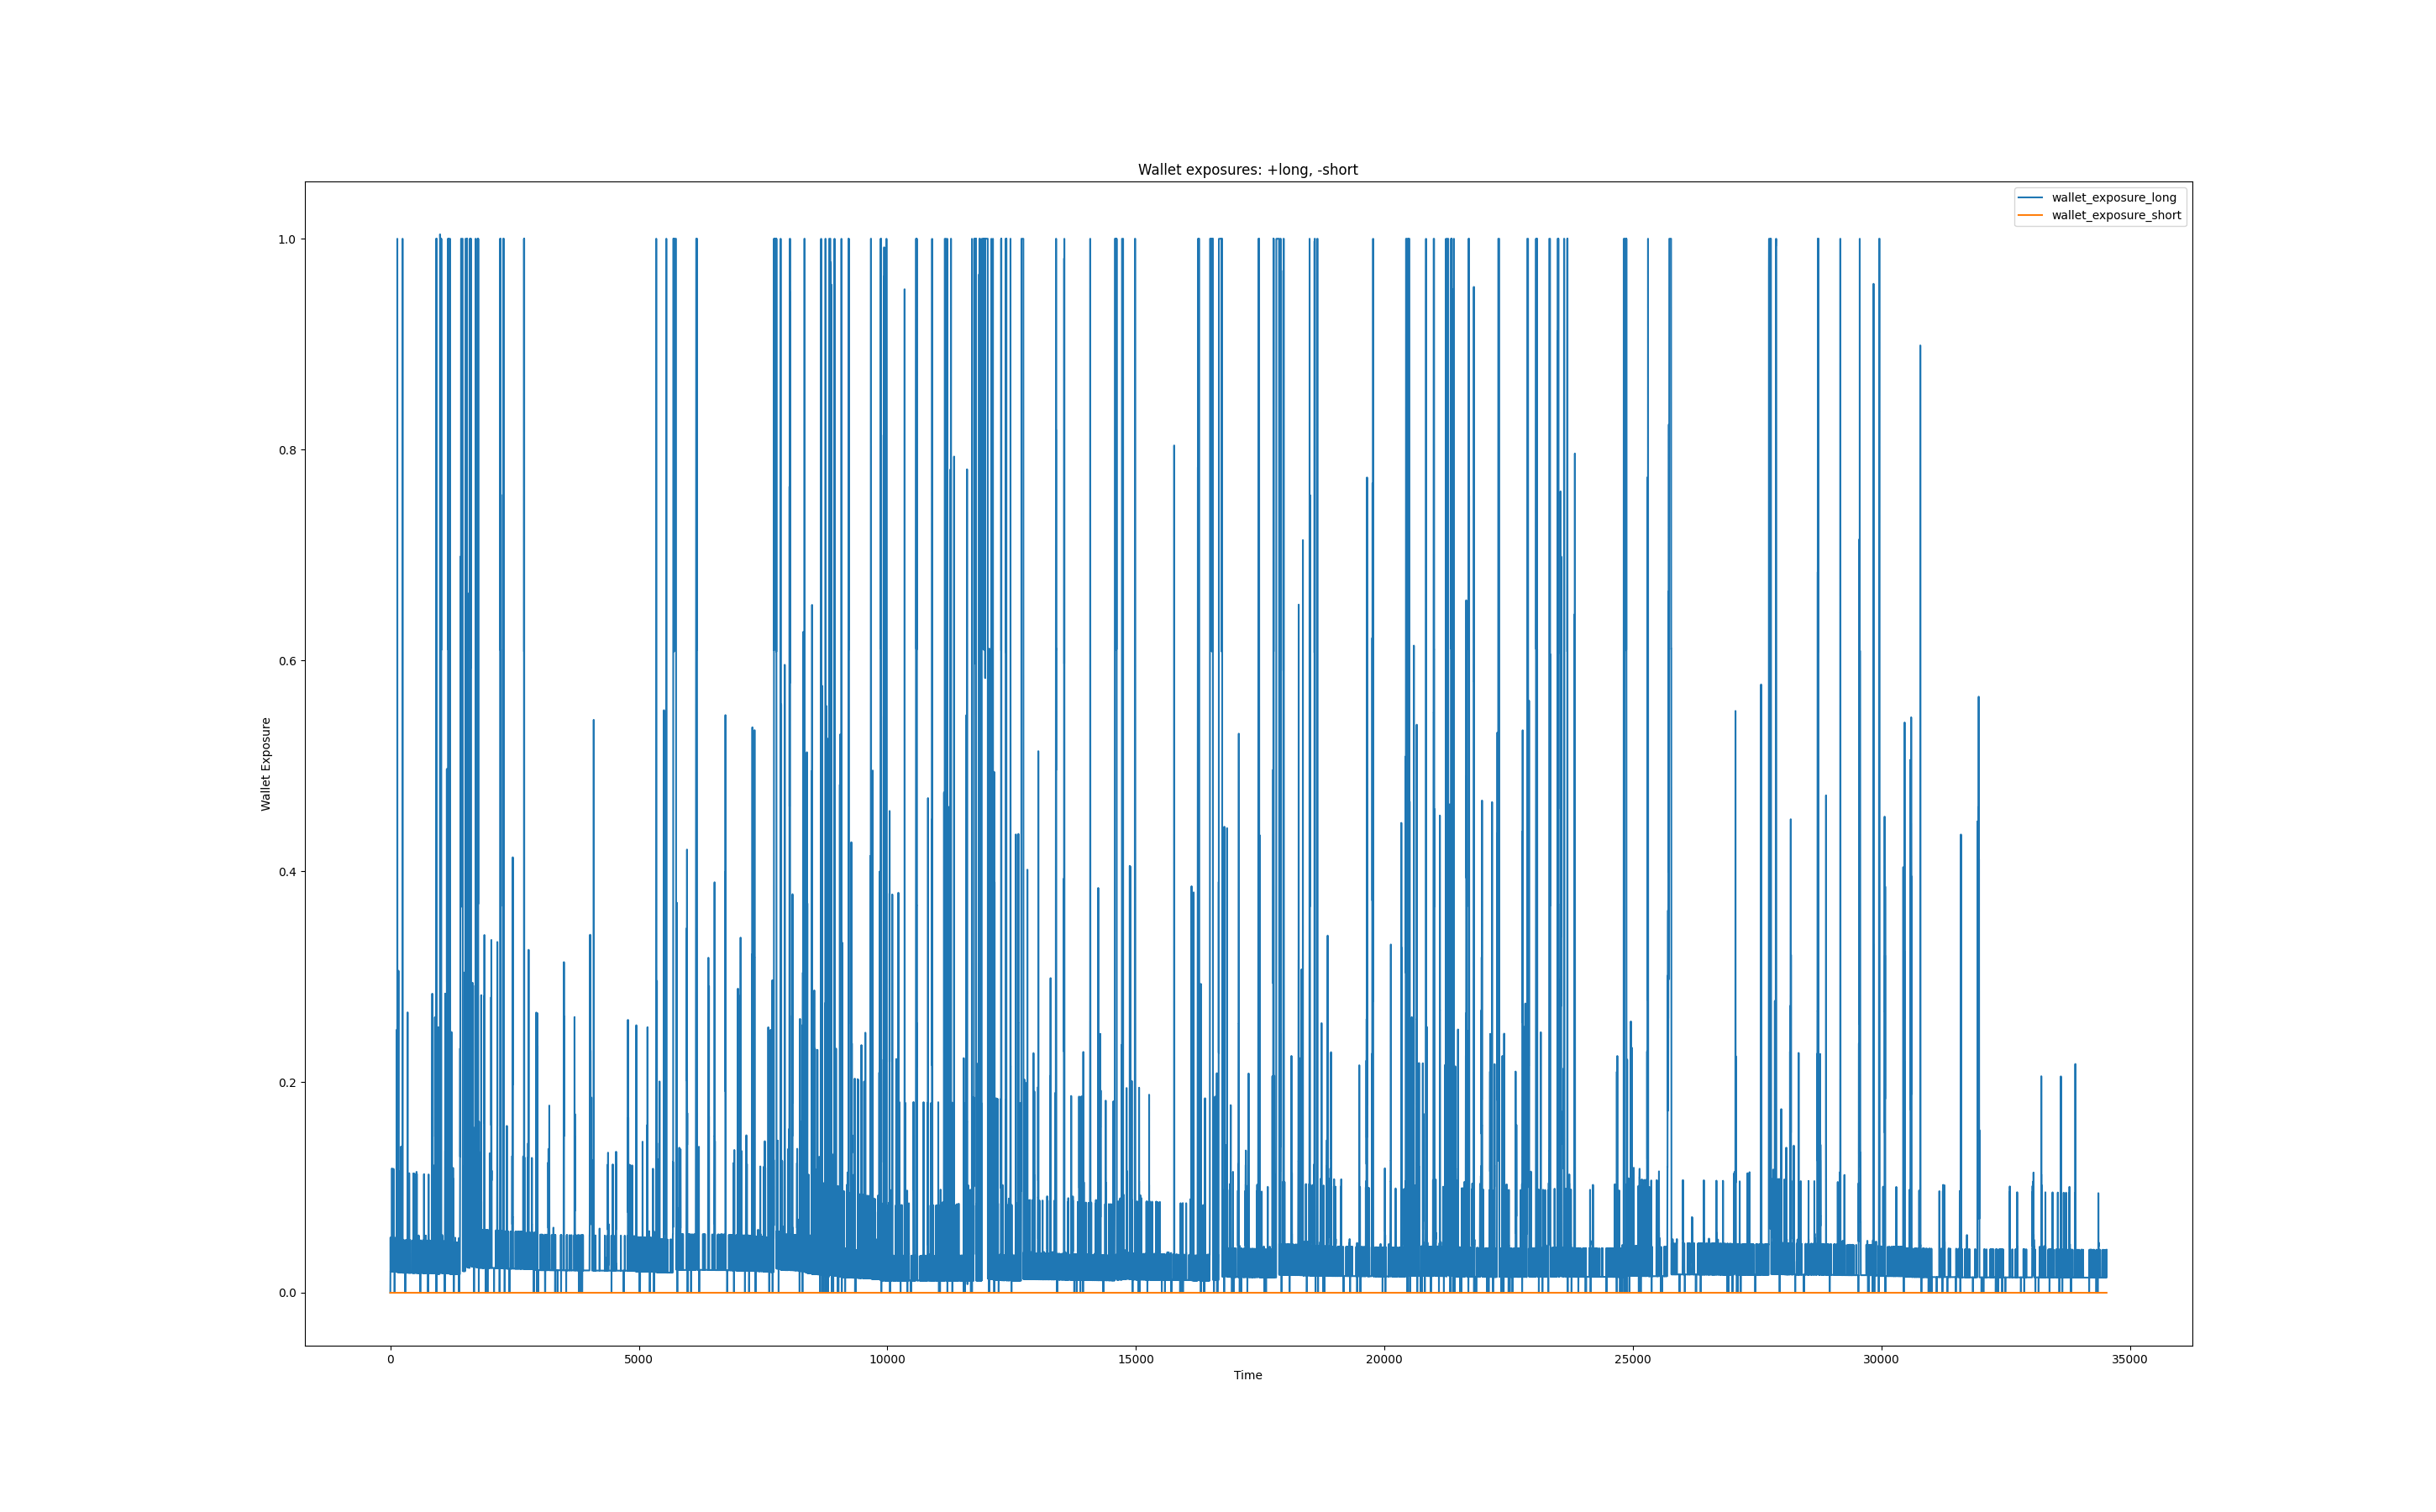 Wallet exposures: +long, -short
wallet_exposure_long
wallet_exposure_short
1.0
0.8
0.6
0.4
0.2
0.0
Wallet Exposure
0 5000 10000 15000 20000 25000 30000 35000
Time